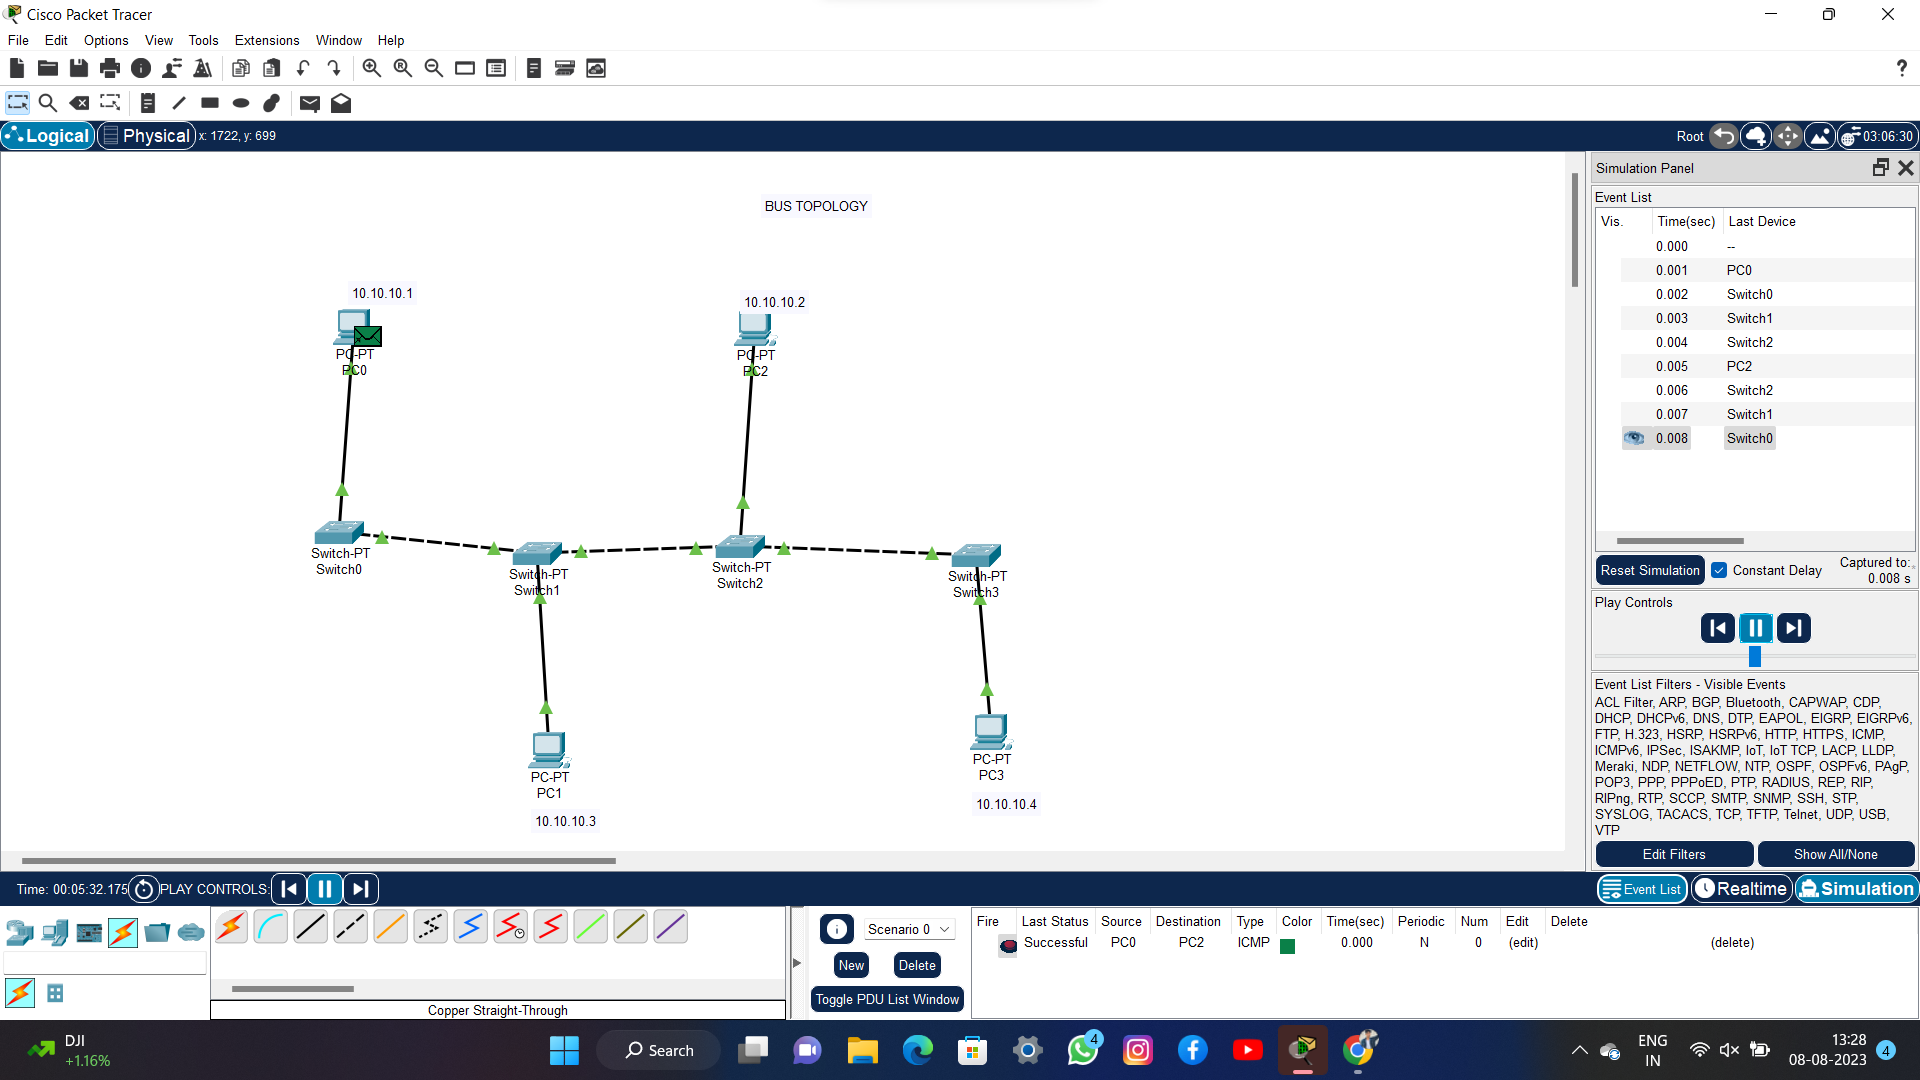 Cisco Packet Tracer
File Edit Options View Tools Extensions Window Help
Logical Physical x: 1722, y: 699 Root 03:06:30
BUS TOPOLOGY
10.10.10.1
PC-PT
PC0
10.10.10.2
PC-PT
PC2
Switch-PT
Switch0
Switch-PT
Switch1
Switch-PT
Switch2
Switch-PT
Switch3
PC-PT
PC1
10.10.10.3
PC-PT
PC3
10.10.10.4
Simulation Panel
Event List
Vis. Time(sec) Last Device
0.000 --
0.001 PC0
0.002 Switch0
0.003 Switch1
0.004 Switch2
0.005 PC2
0.006 Switch2
0.007 Switch1
0.008 Switch0
Reset Simulation Constant Delay Captured to:
0.008 s
Play Controls
Event List Filters - Visible Events
ACL Filter, ARP, BGP, Bluetooth, CAPWAP, CDP,
DHCP, DHCPv6, DNS, DTP, EAPOL, EIGRP, EIGRPv6,
FTP, H.323, HSRP, HSRPv6, HTTP, HTTPS, ICMP,
ICMPv6, IPSec, ISAKMP, IoT, IoT TCP, LACP, LLDP,
Meraki, NDP, NETFLOW, NTP, OSPF, OSPFv6, PAgP,
POP3, PPP, PPPoED, PTP, RADIUS, REP, RIP,
RIPng, RTP, SCCP, SMTP, SNMP, SSH, STP,
SYSLOG, TACACS, TCP, TFTP, Telnet, UDP, USB,
VTP
Edit Filters Show All/None
Time: 00:05:32.175 PLAY CONTROLS: Event List Realtime Simulation
Copper Straight-Through
Scenario 0
New Delete
Toggle PDU List Window
Fire Last Status Source Destination Type Color Time(sec) Periodic Num Edit Delete
Successful PC0 PC2 ICMP 0.000 N 0 (edit) (delete)
DJI
+1.16%
Search
4
ENG
IN
13:28
08-08-2023
4